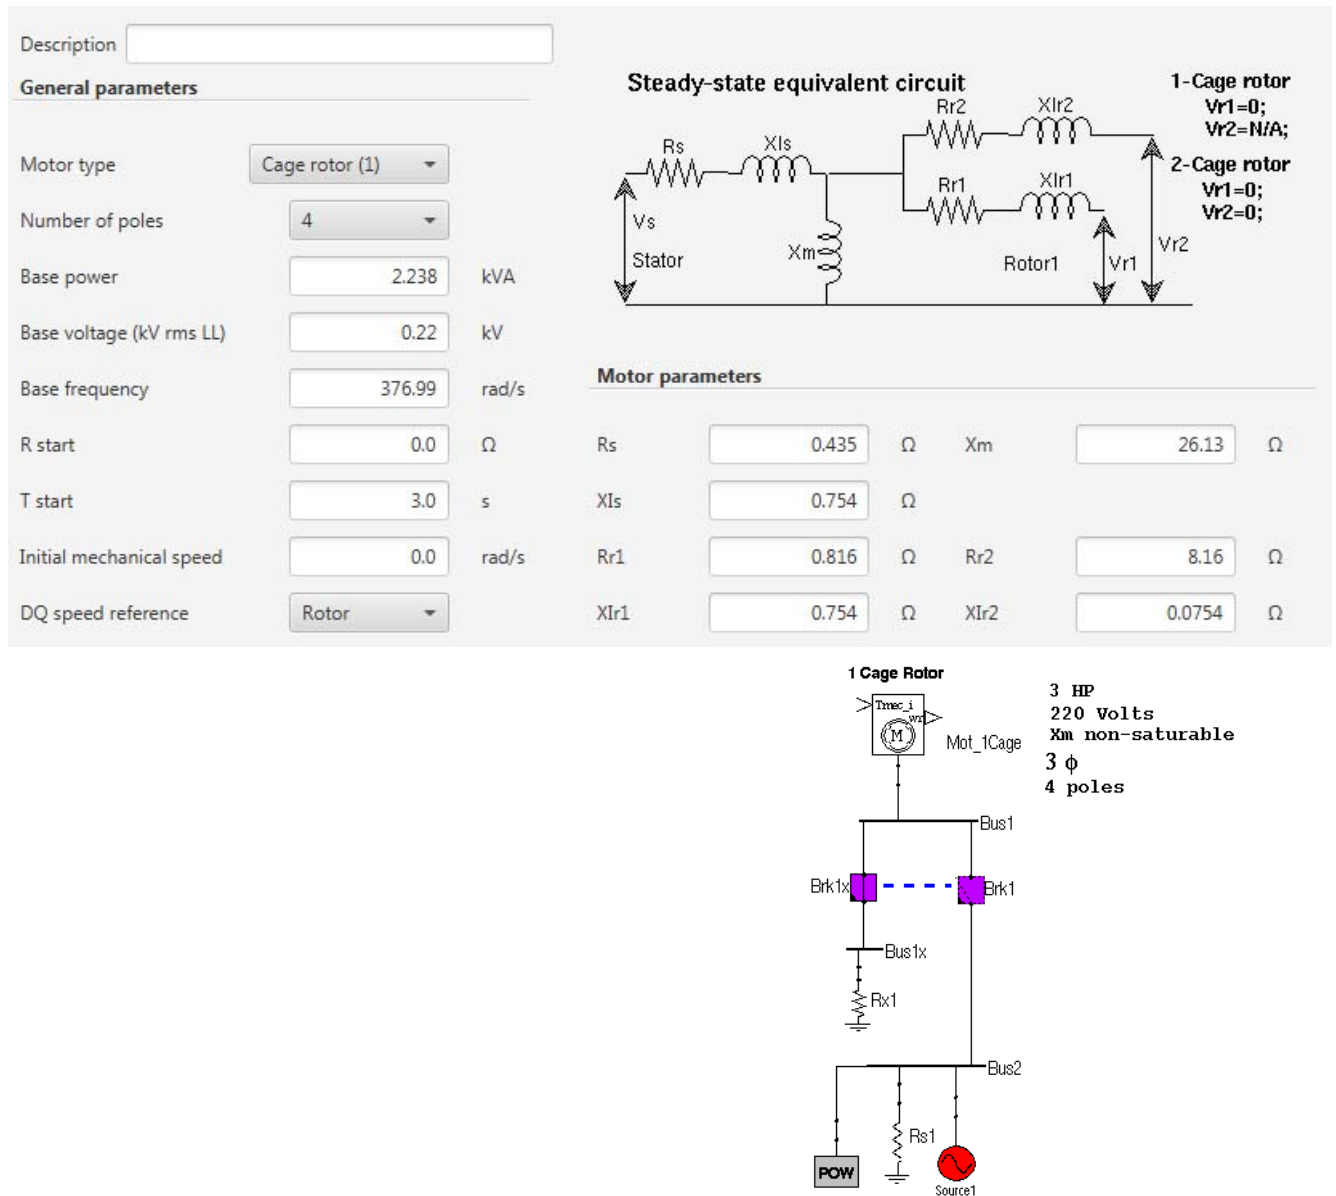 Description
General parameters
Motor type Cage rotor (1)
Number of poles 4
Base power 2.238 kVA
Base voltage (kV rms LL) 0.22 kV
Base frequency 376.99 rad/s
R start 0.0 Ω
T start 3.0 s
Initial mechanical speed 0.0 rad/s
DQ speed reference Rotor
Steady-state equivalent circuit
Rs
Xls
Xm
Vs
Stator
Rr2
Xlr2
Rr1
Xlr1
Rotor1
Vr1
Vr2
1-Cage rotor
Vr1=0;
Vr2=N/A;
2-Cage rotor
Vr1=0;
Vr2=0;
Motor parameters
Rs 0.435 Ω Xm 26.13 Ω
XIs 0.754 Ω
Rr1 0.816 Ω Rr2 8.16 Ω
XIr1 0.754 Ω XIr2 0.0754 Ω
1 Cage Rotor
Tmec_i
wr
M
Mot_1Cage
3 HP
220 Volts
Xm non-saturable
3 ϕ
4 poles
Bus1
Brk1x
Brk1
Bus1x
Rx1
Bus2
Rs1
POW
Source1